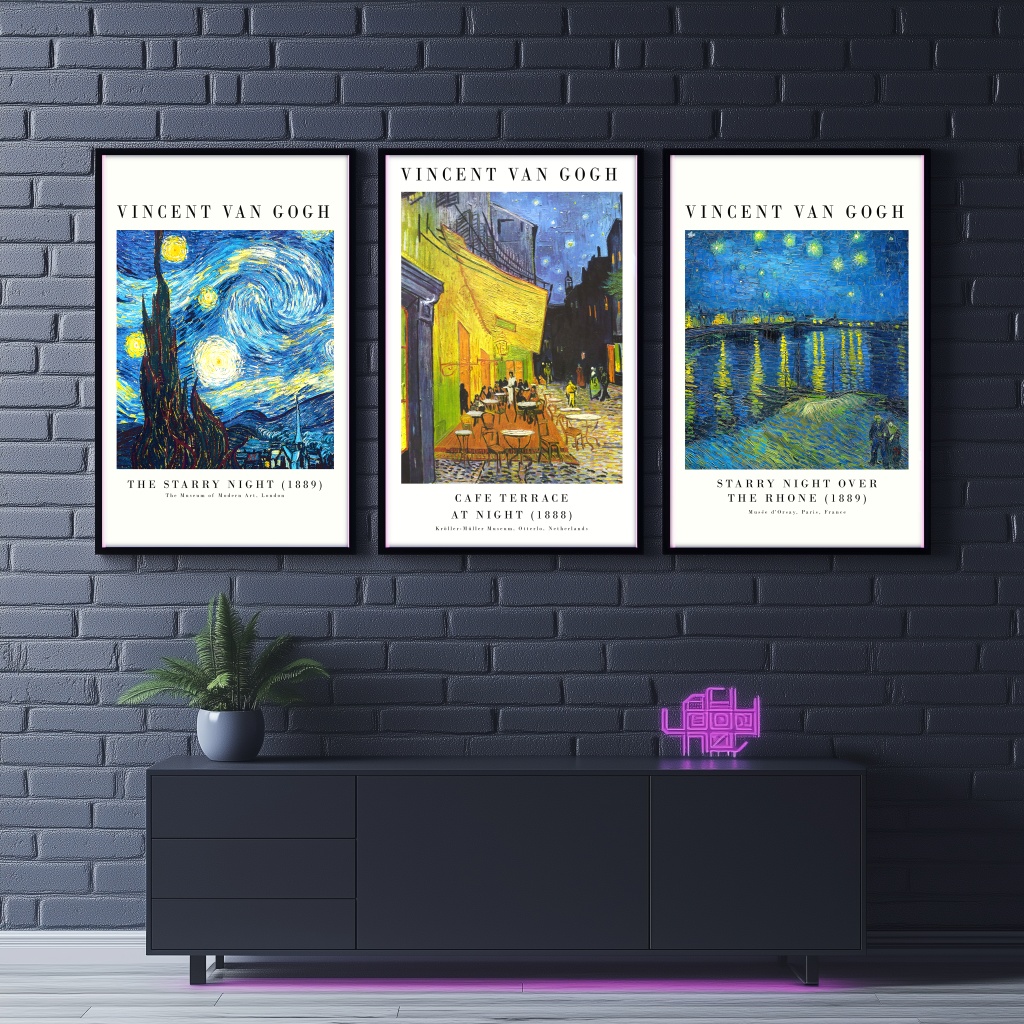 VINCENT VAN GOGH
THE STARRY NIGHT (1889)
The Museum of Modern Art, London
VINCENT VAN GOGH
CAFE TERRACE
AT NIGHT (1888)
Kröller-Müller Museum, Otterlo, Netherlands
VINCENT VAN GOGH
STARRY NIGHT OVER
THE RHONE (1889)
Musée d'Orsay, Paris, France